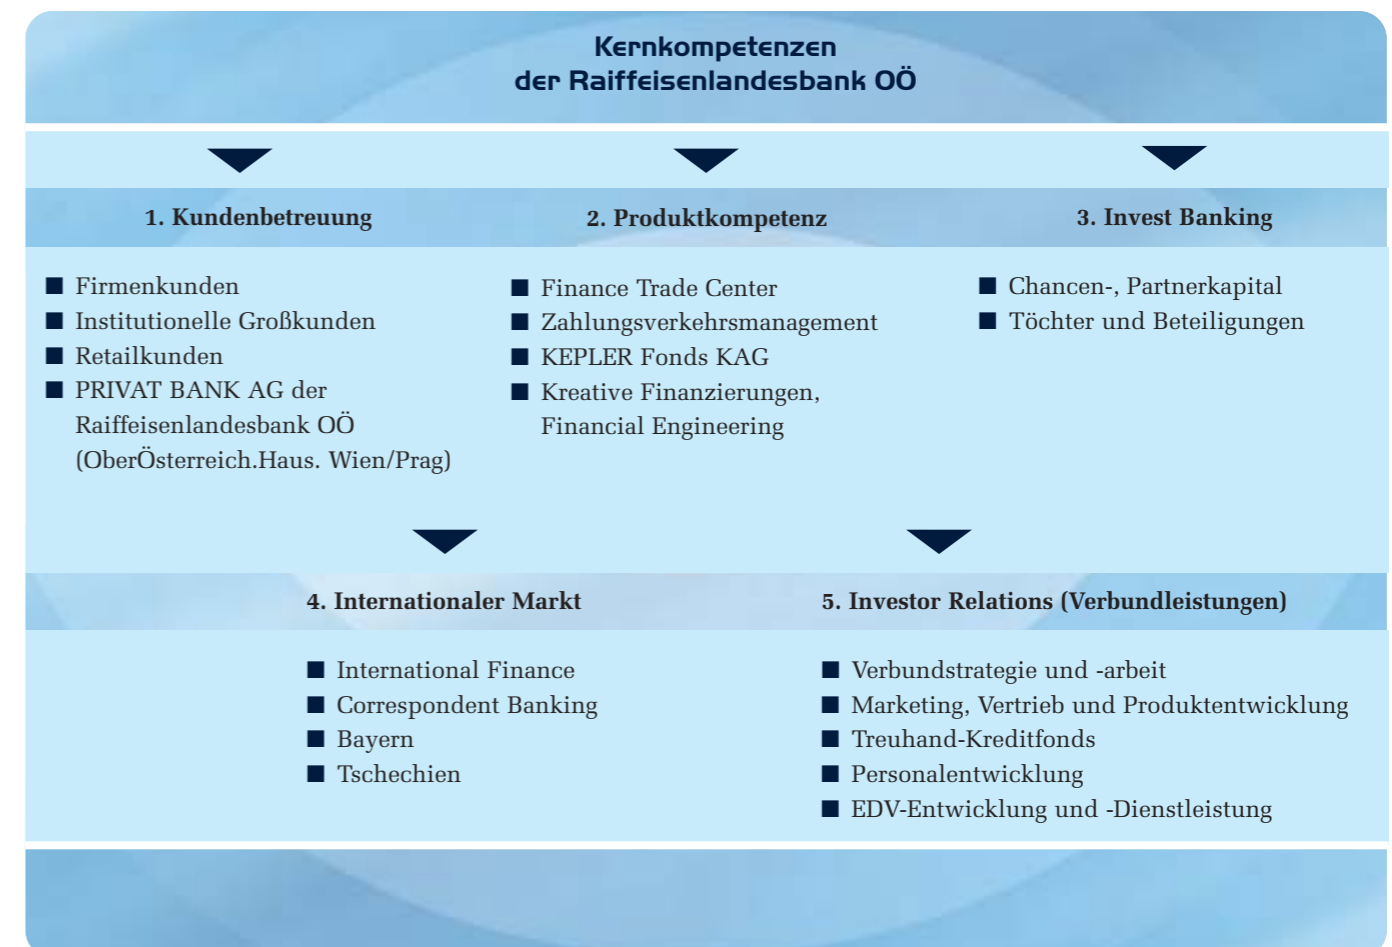 Kernkompetenzen
der Raiffeisenlandesbank OÖ
1. Kundenbetreuung
■ Firmenkunden
■ Institutionelle Großkunden
■ Retailkunden
■ PRIVAT BANK AG der
Raiffeisenlandesbank OÖ
(OberÖsterreich.Haus. Wien/Prag)
2. Produktkompetenz
■ Finance Trade Center
■ Zahlungsverkehrsmanagement
■ KEPLER Fonds KAG
■ Kreative Finanzierungen,
Financial Engineering
3. Invest Banking
■ Chancen-, Partnerkapital
■ Töchter und Beteiligungen
4. Internationaler Markt
■ International Finance
■ Correspondent Banking
■ Bayern
■ Tschechien
5. Investor Relations (Verbundleistungen)
■ Verbundstrategie und -arbeit
■ Marketing, Vertrieb und Produktentwicklung
■ Treuhand-Kreditfonds
■ Personalentwicklung
■ EDV-Entwicklung und -Dienstleistung